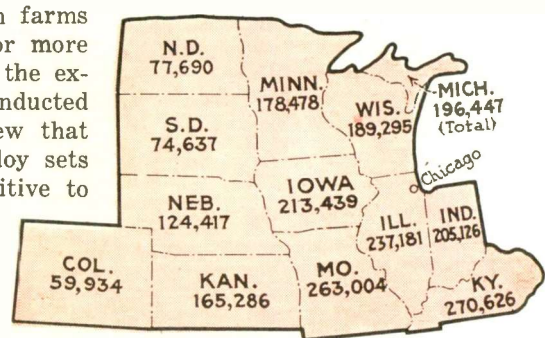 n farms
or more
the ex-
nducted
ew that
loy sets
itive to
N.D.
77,690
MINN.
178,478
WIS.
189,295
MICH.
196,447
(Total)
S.D.
74,637
Chicago
NEB.
124,417
IOWA
213,439
ILL.
237,181
IND.
205,126
COL.
59,934
KAN.
165,286
MO.
263,004
KY.
270,626